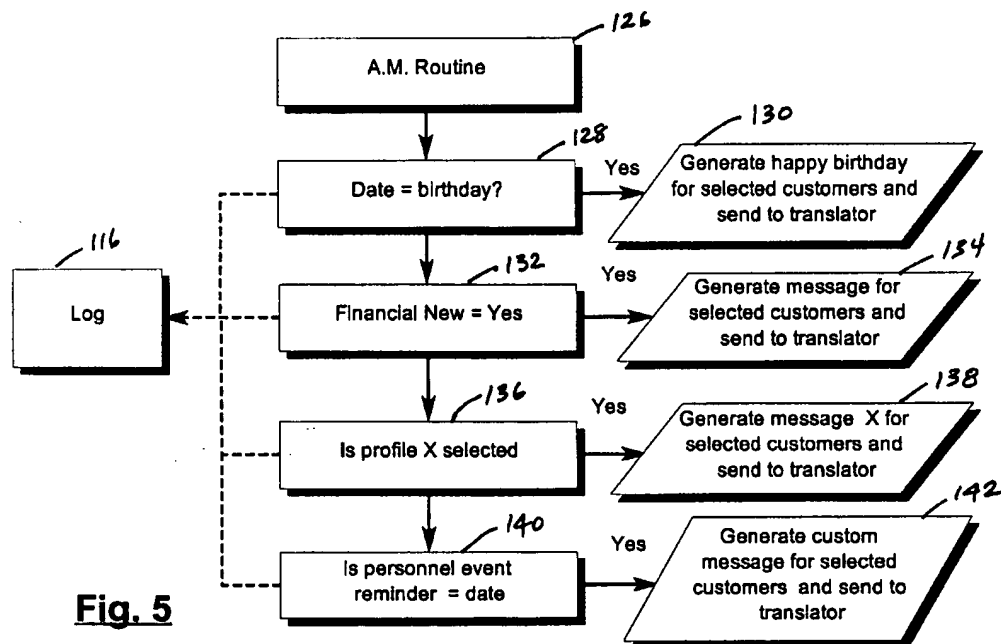 126
A.M. Routine
128
Date = birthday?
Yes
130
Generate happy birthday
for selected customers and
send to translator
116
Log
132
Financial New = Yes
Yes
134
Generate message for
selected customers and
send to translator
136
Is profile X selected
Yes
138
Generate message X for
selected customers and
send to translator
140
Is personnel event
reminder = date
Yes
142
Generate custom
message for selected
customers and send to
translator
Fig. 5